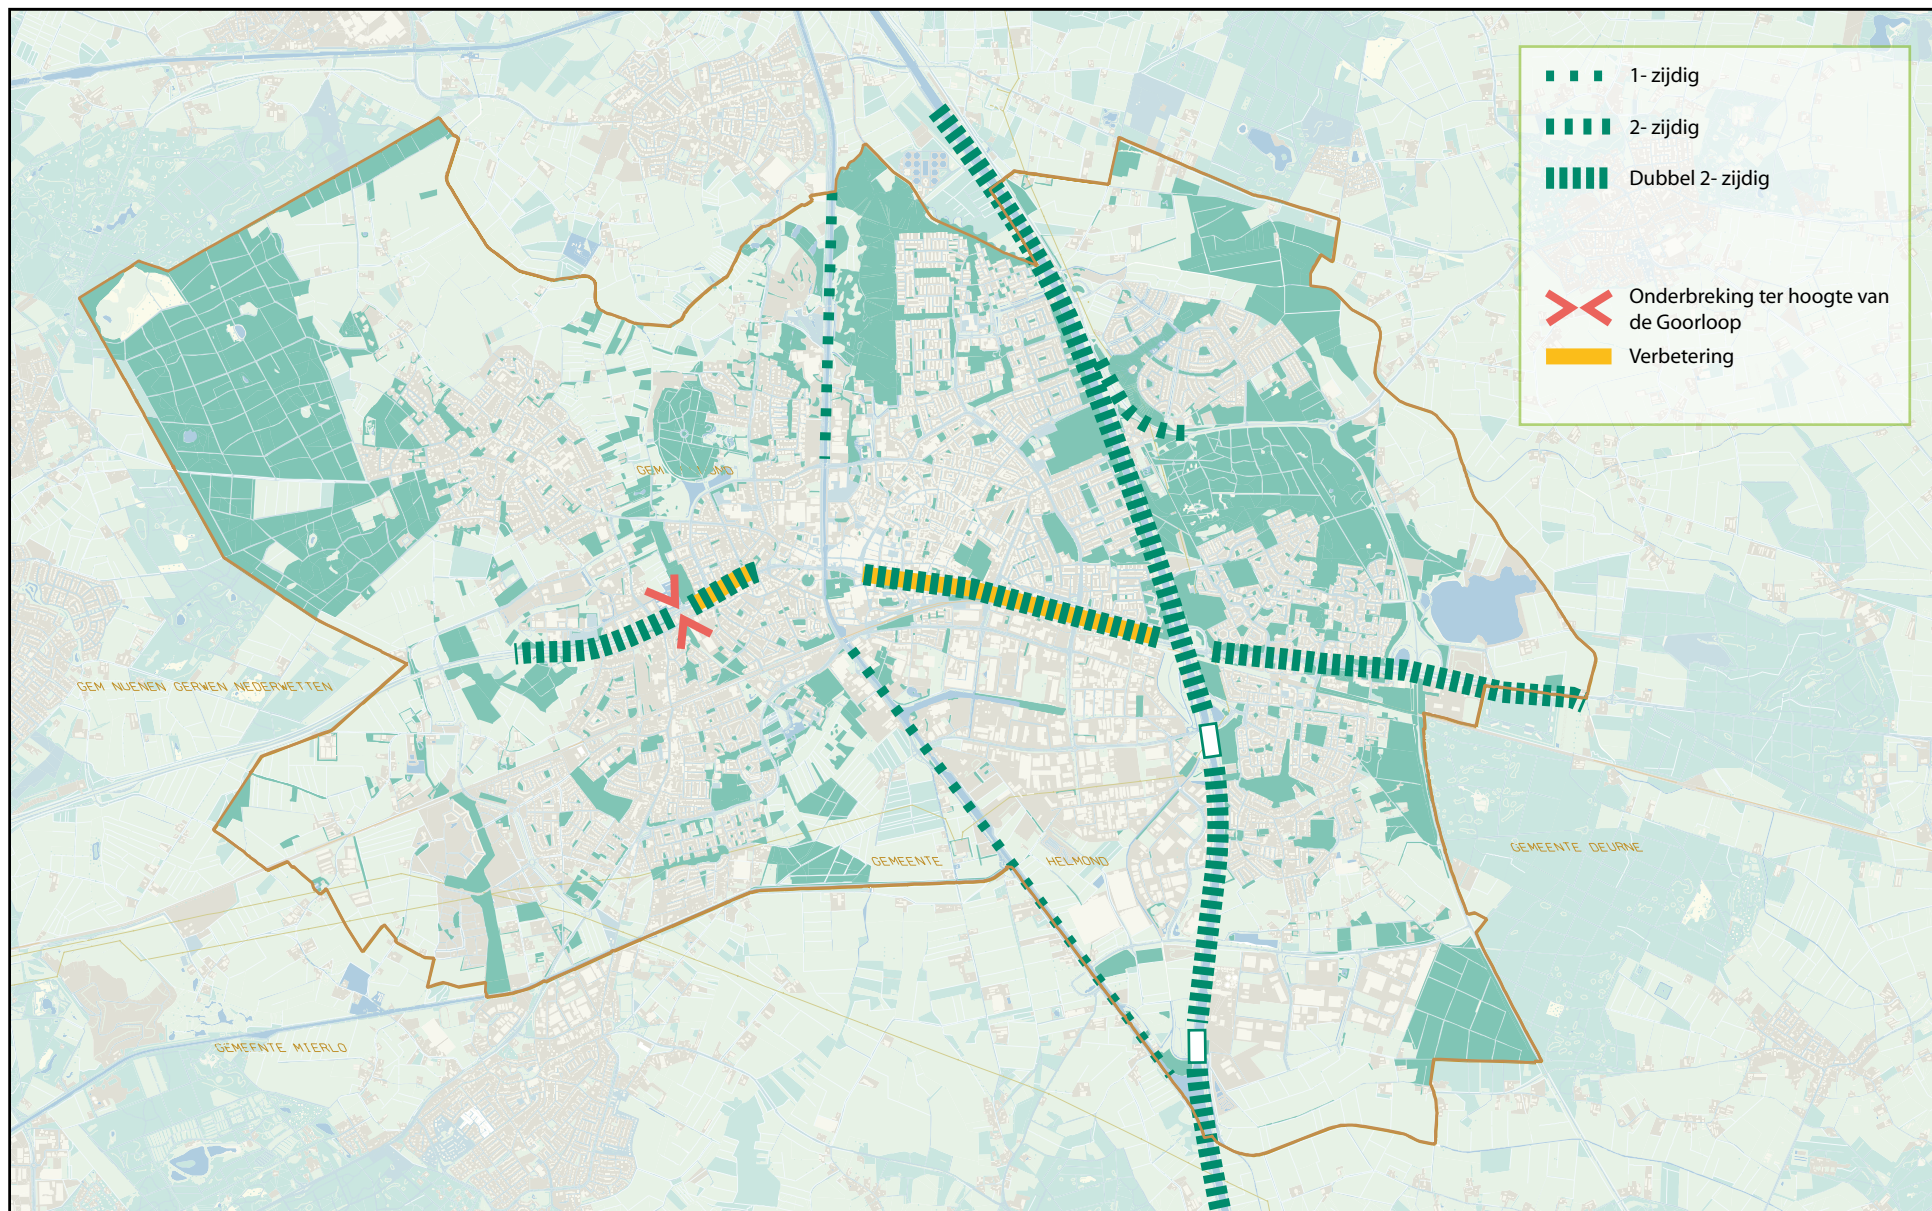 1- zijdig
2- zijdig
Dubbel 2- zijdig
Onderbreking ter hoogte van
de Goorloop
Verbetering
GEM NUENEN GERWEN NEDERWETTEN
GEMEENTE HELMOND
GEMEENTE DEURNE
GEMEENTE MIERLO